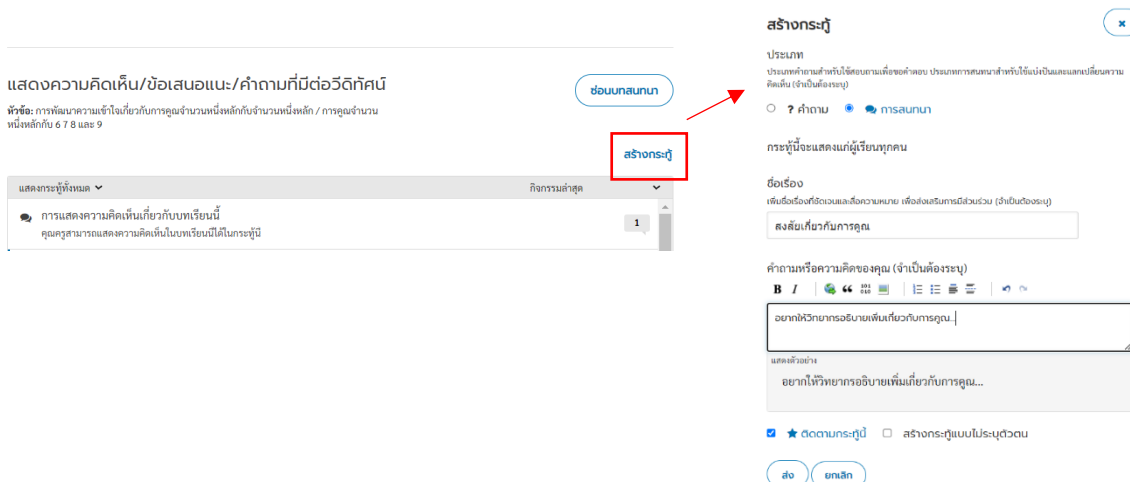 แสดงความคิดเห็น/ข้อเสนอแนะ/คำถามที่มีต่อวีดิทัศน์
ซ่อนบทสนทนา
หัวข้อ: การพัฒนาความเข้าใจเกี่ยวกับการคูณจำนวนหนึ่งหลักกับจำนวนหนึ่งหลัก / การคูณจำนวน
หนึ่งหลักกับ 6 7 8 และ 9
สร้างกระทู้
แสดงกระทู้ทั้งหมด
กิจกรรมล่าสุด
การแสดงความคิดเห็นเกี่ยวกับบทเรียนนี้
1
คุณครูสามารถแสดงความคิดเห็นในบทเรียนนี้ได้ในกระทู้นี้
สร้างกระทู้
x
ประเภท
ประเภทคำถามสำหรับใช้สอบถามเพื่อขอคำตอบ ประเภทการสนทนาสำหรับใช้แบ่งปันและแลกเปลี่ยนความ
คิดเห็น (จำเป็นต้องระบุ)
? คำถาม การสนทนา
กระทู้นี้จะแสดงแก่ผู้เรียนทุกคน
ชื่อเรื่อง
เพิ่มชื่อเรื่องที่ชัดเจนและสื่อความหมาย เพื่อส่งเสริมการมีส่วนร่วม (จำเป็นต้องระบุ)
สงสัยเกี่ยวกับการคูณ
คำถามหรือความคิดของคุณ (จำเป็นต้องระบุ)
B I
อยากให้วิทยากรอธิบายเพิ่มเกี่ยวกับการคูณ...
แสดงตัวอย่าง
อยากให้วิทยากรอธิบายเพิ่มเกี่ยวกับการคูณ...
ติดตามกระทู้นี้ สร้างกระทู้แบบไม่ระบุตัวตน
ส่ง ยกเลิก